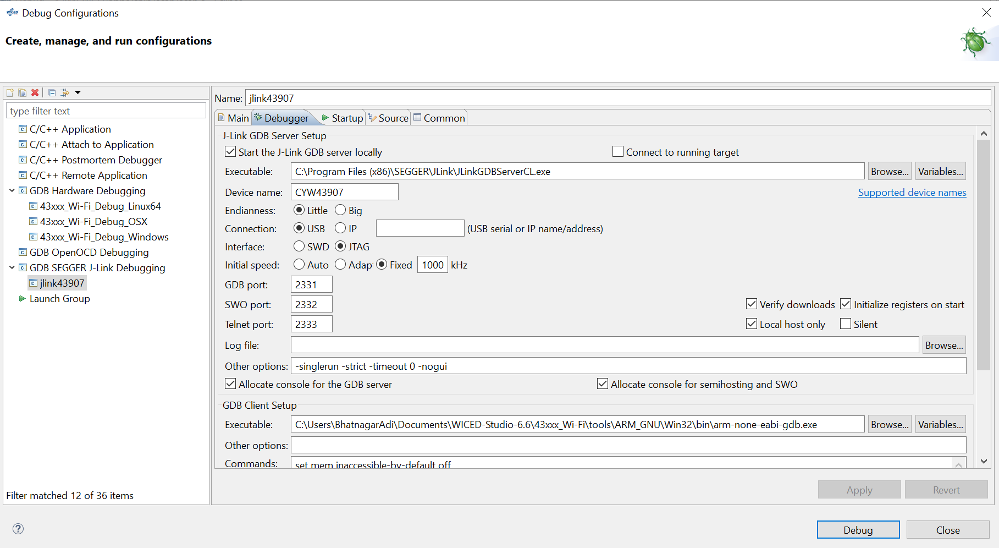 WICED Debug Configurations
Create, manage, and run configurations
type filter text
C/C++ Application
C/C++ Attach to Application
C/C++ Postmortem Debugger
C/C++ Remote Application
GDB Hardware Debugging
43xxx_Wi-Fi_Debug_Linux64
43xxx_Wi-Fi_Debug_OSX
43xxx_Wi-Fi_Debug_Windows
GDB OpenOCD Debugging
GDB SEGGER J-Link Debugging
jlink43907
Launch Group
Filter matched 12 of 36 items
Name: jlink43907
Main Debugger Startup Source Common
J-Link GDB Server Setup
Start the J-Link GDB server locally Connect to running target
Executable: C:\Program Files (x86)\SEGGER\JLink\JLinkGDBServerCL.exe Browse... Variables...
Device name: CYW43907 Supported device names
Endianness: Little Big
Connection: USB IP (USB serial or IP name/address)
Interface: SWD JTAG
Initial speed: Auto Adapt Fixed 1000 kHz
GDB port: 2331
SWO port: 2332 Verify downloads Initialize registers on start
Telnet port: 2333 Local host only Silent
Log file: Browse...
Other options: -singlerun -strict -timeout 0 -nogui
Allocate console for the GDB server Allocate console for semihosting and SWO
GDB Client Setup
Executable: C:\Users\BhatnagarAdi\Documents\WICED-Studio-6.6\43xxx_Wi-Fi\tools\ARM_GNU\Win32\bin\arm-none-eabi-gdb.exe Browse... Variables...
Other options:
Commands: set mem inaccessible-by-default off
Apply Revert
? Debug Close